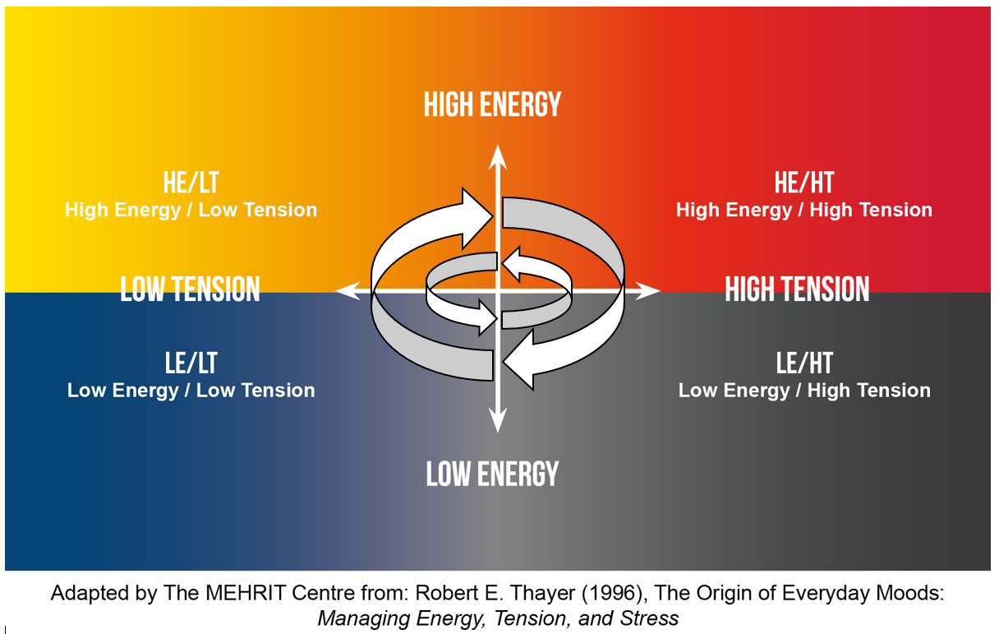 HIGH ENERGY
HE/LT
High Energy / Low Tension
HE/HT
High Energy / High Tension
LOW TENSION
HIGH TENSION
LE/LT
Low Energy / Low Tension
LE/HT
Low Energy / High Tension
LOW ENERGY
Adapted by The MEHRIT Centre from: Robert E. Thayer (1996), The Origin of Everyday Moods:
Managing Energy, Tension, and Stress